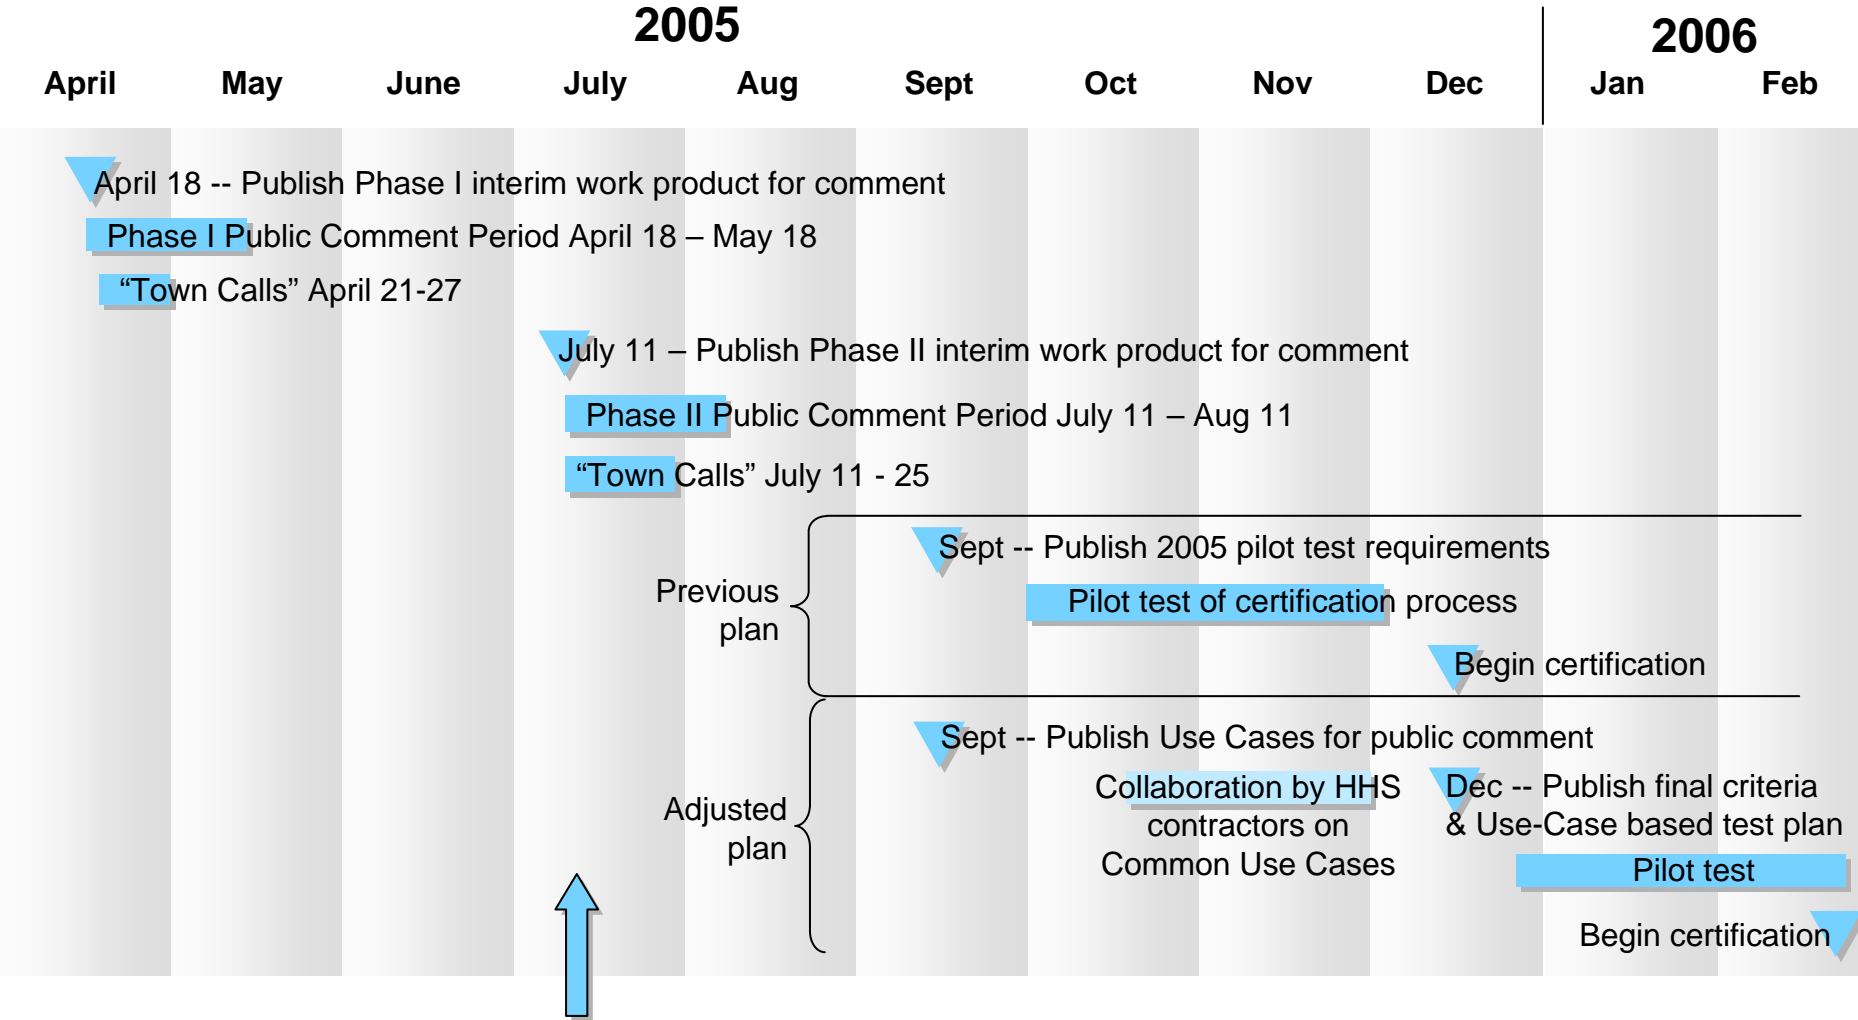 2005
2006
April May June July Aug Sept Oct Nov Dec Jan Feb
April 18 -- Publish Phase I interim work product for comment
Phase I Public Comment Period April 18 – May 18
“Town Calls” April 21-27
July 11 – Publish Phase II interim work product for comment
Phase II Public Comment Period July 11 – Aug 11
“Town Calls” July 11 - 25
Previous
plan
Sept -- Publish 2005 pilot test requirements
Pilot test of certification process
Begin certification
Adjusted
plan
Sept -- Publish Use Cases for public comment
Collaboration by HHS
contractors on
Common Use Cases
Dec -- Publish final criteria
& Use-Case based test plan
Pilot test
Begin certification